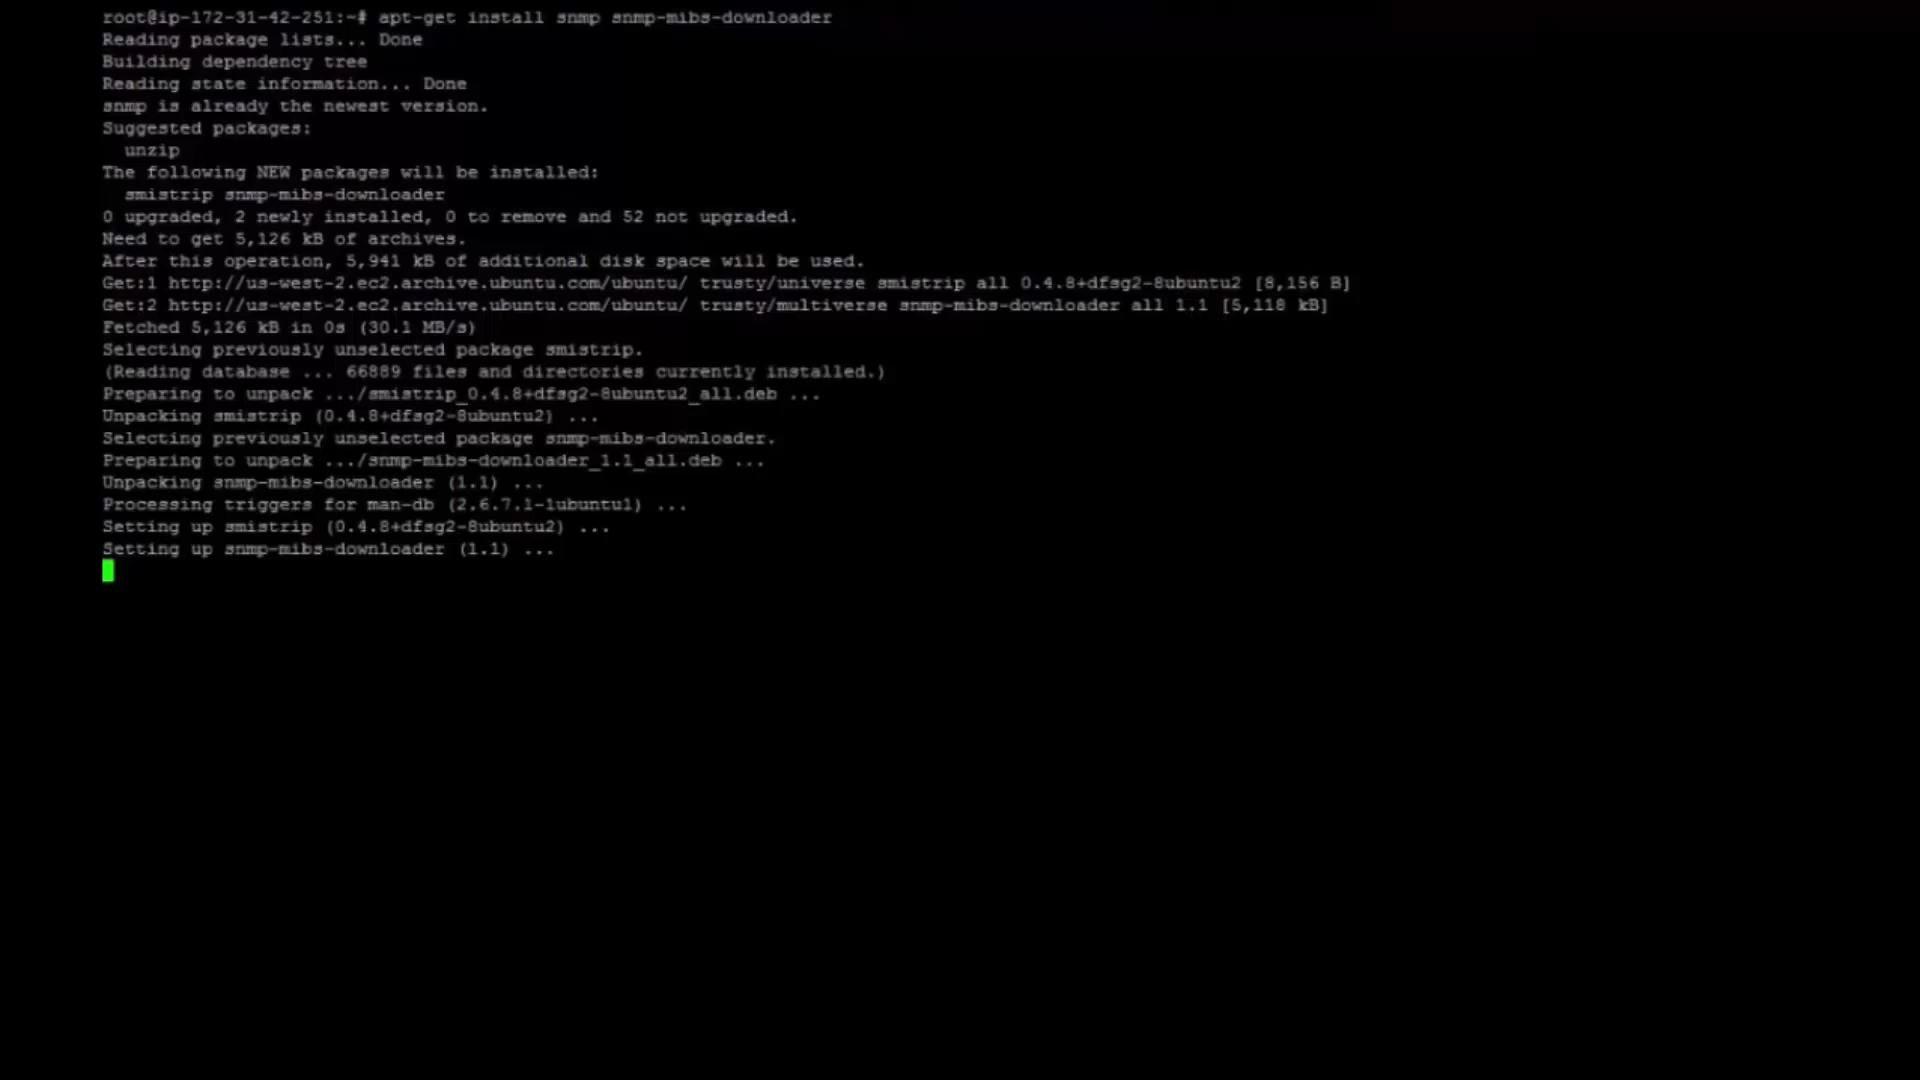 root@ip-172-31-42-251:~# apt-get install snmp snmp-mibs-downloader
Reading package lists... Done
Building dependency tree
Reading state information... Done
snmp is already the newest version.
Suggested packages:
  unzip
The following NEW packages will be installed:
  smistrip snmp-mibs-downloader
0 upgraded, 2 newly installed, 0 to remove and 52 not upgraded.
Need to get 5,126 kB of archives.
After this operation, 5,941 kB of additional disk space will be used.
Get:1 http://us-west-2.ec2.archive.ubuntu.com/ubuntu/ trusty/universe smistrip all 0.4.8+dfsg2-8ubuntu2 [8,156 B]
Get:2 http://us-west-2.ec2.archive.ubuntu.com/ubuntu/ trusty/multiverse snmp-mibs-downloader all 1.1 [5,118 kB]
Fetched 5,126 kB in 0s (30.1 MB/s)
Selecting previously unselected package smistrip.
(Reading database ... 66889 files and directories currently installed.)
Preparing to unpack .../smistrip_0.4.8+dfsg2-8ubuntu2_all.deb ...
Unpacking smistrip (0.4.8+dfsg2-8ubuntu2) ...
Selecting previously unselected package snmp-mibs-downloader.
Preparing to unpack .../snmp-mibs-downloader_1.1_all.deb ...
Unpacking snmp-mibs-downloader (1.1) ...
Processing triggers for man-db (2.6.7.1-1ubuntu1) ...
Setting up smistrip (0.4.8+dfsg2-8ubuntu2) ...
Setting up snmp-mibs-downloader (1.1) ...